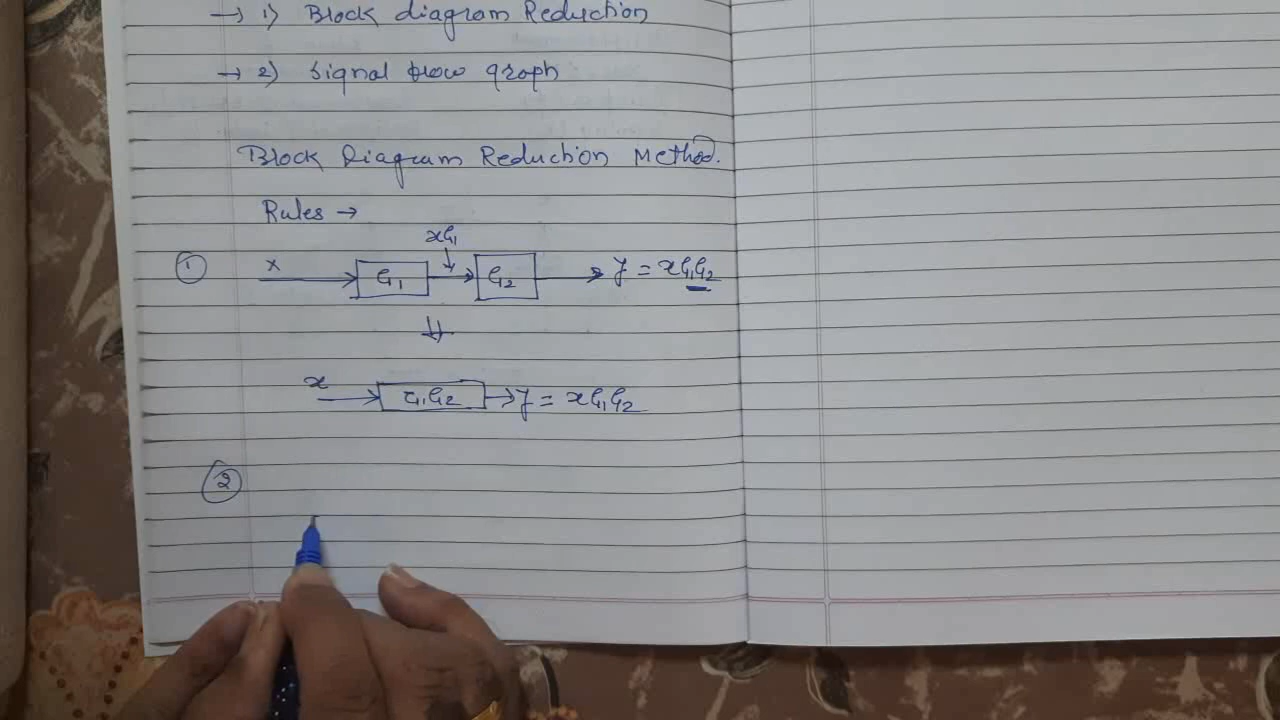 → 1) Block diagram Reduction
→ 2) Signal flow graph
Block Diagram Reduction Method.
Rules →
xG1
① x G1 G2 y = xG1G2
x G1G2 y = xG1G2
②